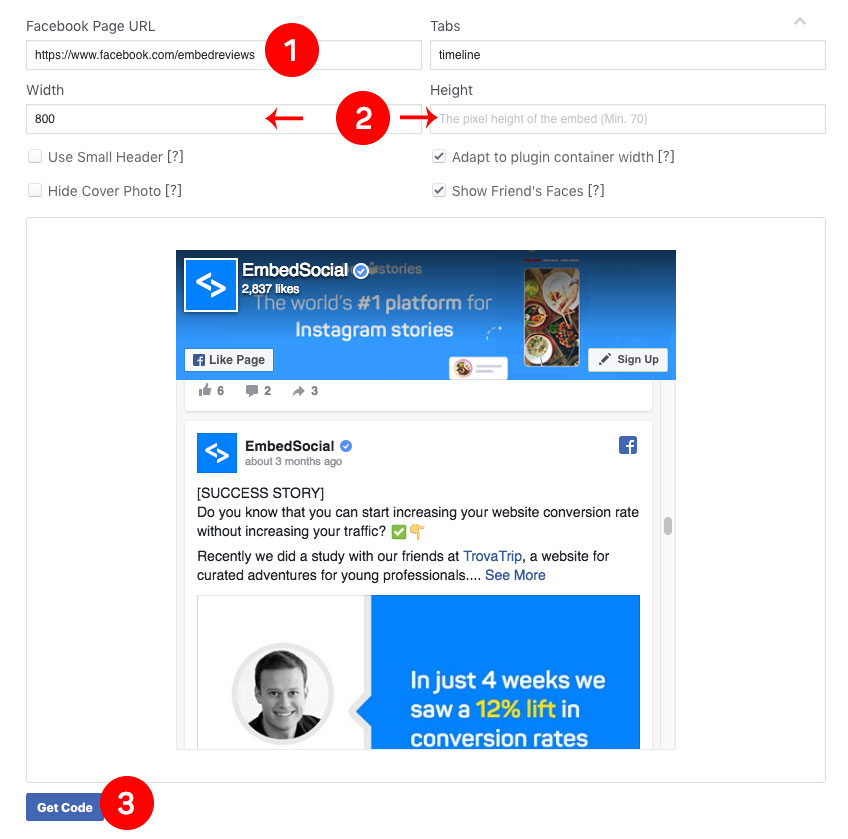 Facebook Page URL
Tabs
https://www.facebook.com/embedreviews
1
timeline
Width
Height
800
2
The pixel height of the embed (Min. 70)
Use Small Header [?]
Adapt to plugin container width [?]
Hide Cover Photo [?]
Show Friend's Faces [?]
<> EmbedSocial stories
2,837 likes
The world's #1 platform for
Instagram stories
Like Page
Sign Up
6 2 3
<> EmbedSocial
about 3 months ago
[SUCCESS STORY]
Do you know that you can start increasing your website conversion rate
without increasing your traffic? ✅👇
Recently we did a study with our friends at TrovaTrip, a website for
curated adventures for young professionals.... See More
In just 4 weeks we
saw a 12% lift in
conversion rates
Get Code
3